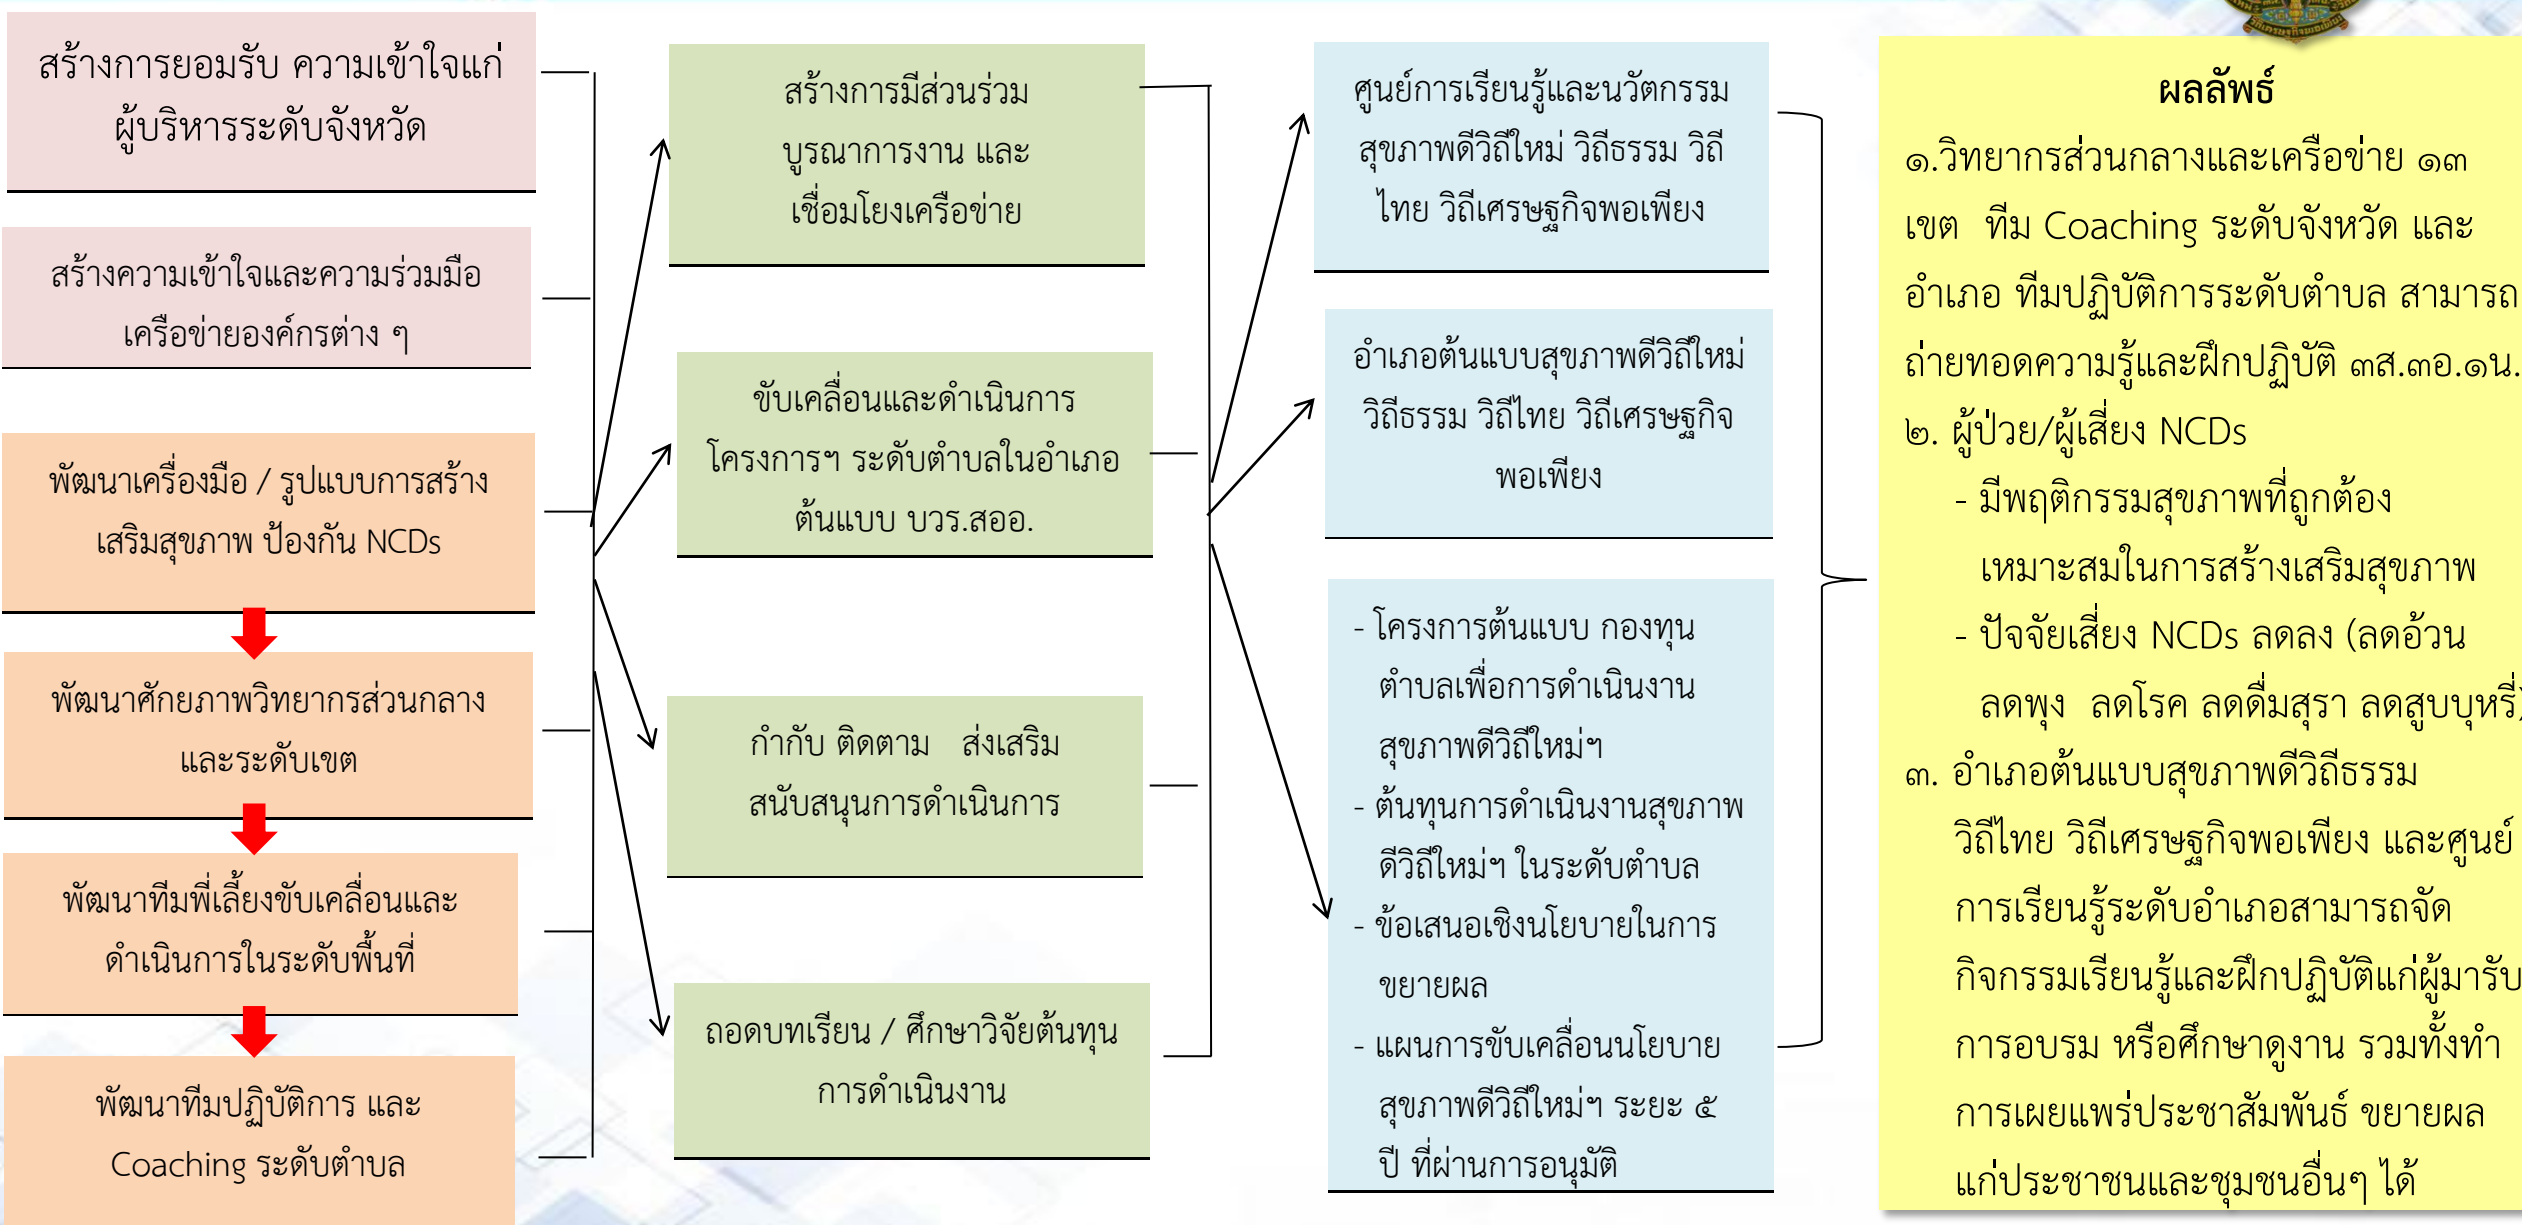 สร้างการยอมรับ ความเข้าใจแก่
ผู้บริหารระดับจังหวัด
สร้างความเข้าใจและความร่วมมือ
เครือข่ายองค์กรต่าง ๆ
พัฒนาเครื่องมือ / รูปแบบการสร้าง
เสริมสุขภาพ ป้องกัน NCDs
พัฒนาศักยภาพวิทยากรส่วนกลาง
และระดับเขต
พัฒนาทีมพี่เลี้ยงขับเคลื่อนและ
ดำเนินการในระดับพื้นที่
พัฒนาทีมปฏิบัติการ และ
Coaching ระดับตำบล
สร้างการมีส่วนร่วม
บูรณาการงาน และ
เชื่อมโยงเครือข่าย
ขับเคลื่อนและดำเนินการ
โครงการฯ ระดับตำบลในอำเภอ
ต้นแบบ บวร.สออ.
กำกับ ติดตาม ส่งเสริม
สนับสนุนการดำเนินการ
ถอดบทเรียน / ศึกษาวิจัยต้นทุน
การดำเนินงาน
ศูนย์การเรียนรู้และนวัตกรรม
สุขภาพดีวิถีใหม่ วิถีธรรม วิถี
ไทย วิถีเศรษฐกิจพอเพียง
อำเภอต้นแบบสุขภาพดีวิถีใหม่
วิถีธรรม วิถีไทย วิถีเศรษฐกิจ
พอเพียง
- โครงการต้นแบบ กองทุน
ตำบลเพื่อการดำเนินงาน
สุขภาพดีวิถีใหม่ฯ
- ต้นทุนการดำเนินงานสุขภาพ
ดีวิถีใหม่ฯ ในระดับตำบล
- ข้อเสนอเชิงนโยบายในการ
ขยายผล
- แผนการขับเคลื่อนนโยบาย
สุขภาพดีวิถีใหม่ฯ ระยะ ๕
ปี ที่ผ่านการอนุมัติ
ผลลัพธ์
๑.วิทยากรส่วนกลางและเครือข่าย ๑๓
เขต ทีม Coaching ระดับจังหวัด และ
อำเภอ ทีมปฏิบัติการระดับตำบล สามารถ
ถ่ายทอดความรู้และฝึกปฏิบัติ ๓ส.๓อ.๑น.
๒. ผู้ป่วย/ผู้เสี่ยง NCDs
- มีพฤติกรรมสุขภาพที่ถูกต้อง
เหมาะสมในการสร้างเสริมสุขภาพ
- ปัจจัยเสี่ยง NCDs ลดลง (ลดอ้วน
ลดพุง ลดโรค ลดดื่มสุรา ลดสูบบุหรี่)
๓. อำเภอต้นแบบสุขภาพดีวิถีธรรม
วิถีไทย วิถีเศรษฐกิจพอเพียง และศูนย์
การเรียนรู้ระดับอำเภอสามารถจัด
กิจกรรมเรียนรู้และฝึกปฏิบัติแก่ผู้มารับ
การอบรม หรือศึกษาดูงาน รวมทั้งทำ
การเผยแพร่ประชาสัมพันธ์ ขยายผล
แก่ประชาชนและชุมชนอื่นๆ ได้